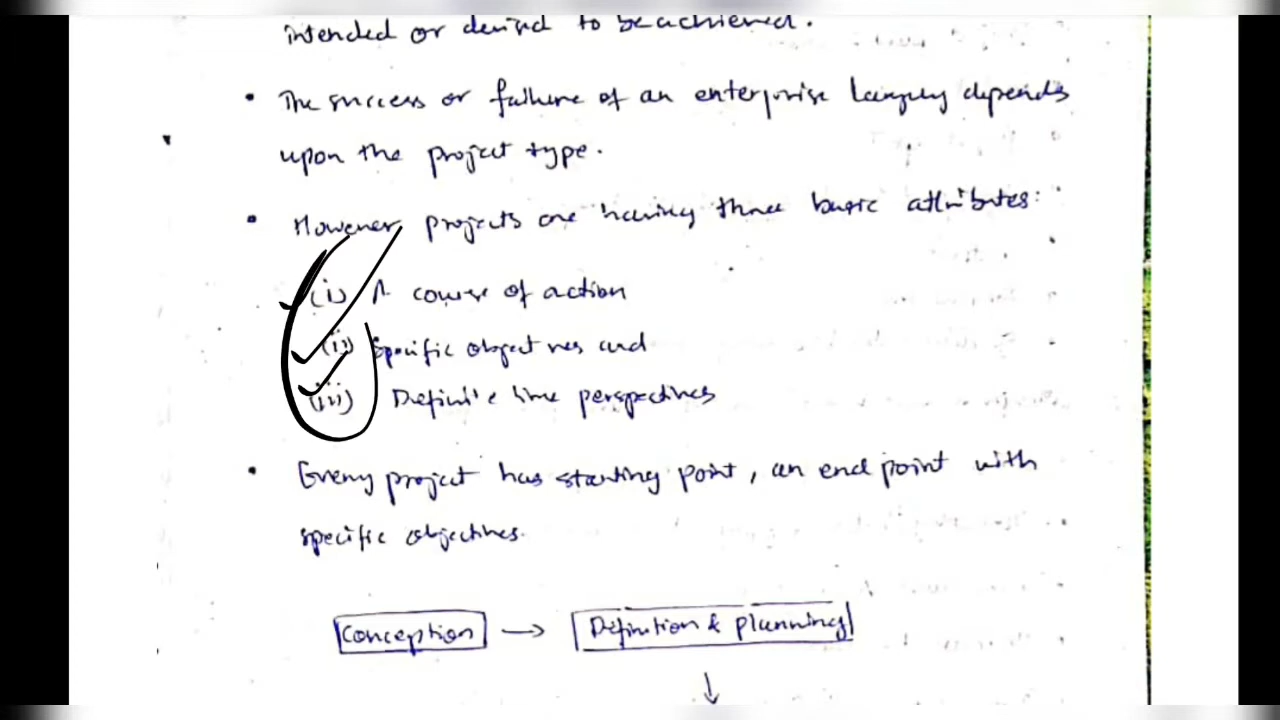 intended or desired to be achieved.
• The success or failure of an enterprise largely depends
upon the project type.
• However projects are having three basic attributes:
(i) A course of action
(ii) Specific objectives and
(iii) Definite time perspectives
• Every project has starting point, an end point with
specific objectives.
Conception → Definition & planning
↓